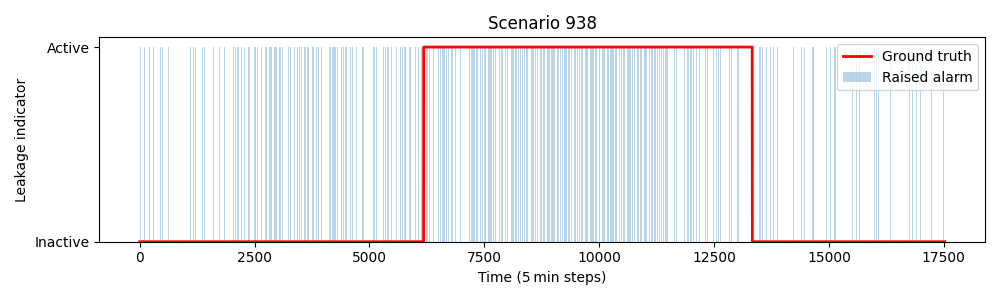 Scenario 938
Active
Inactive
Leakage indicator
Ground truth
Raised alarm
0
2500
5000
7500
10000
12500
15000
17500
Time (5 min steps)